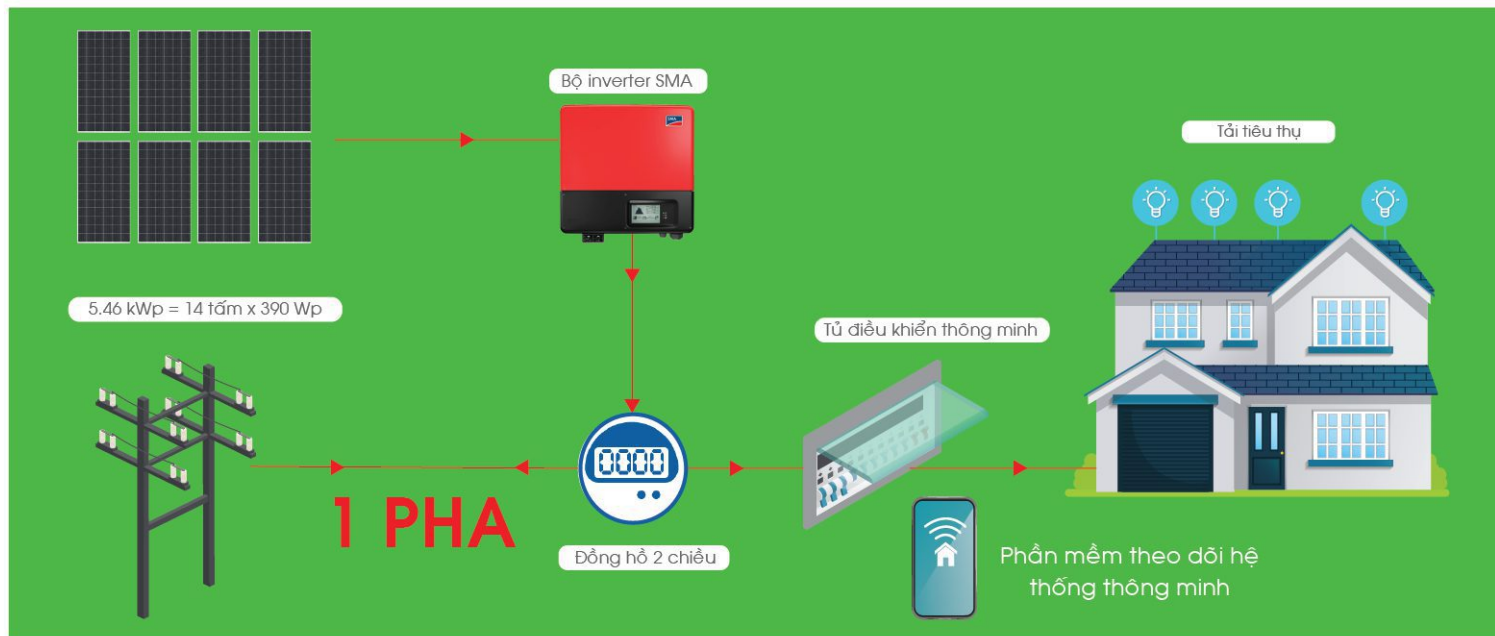 Bộ inverter SMA
Tải tiêu thụ
5.46 kWp = 14 tấm x 390 Wp
Tủ điều khiển thông minh
0000
1 PHA
Đồng hồ 2 chiều
Phần mềm theo dõi hệ
thống thông minh